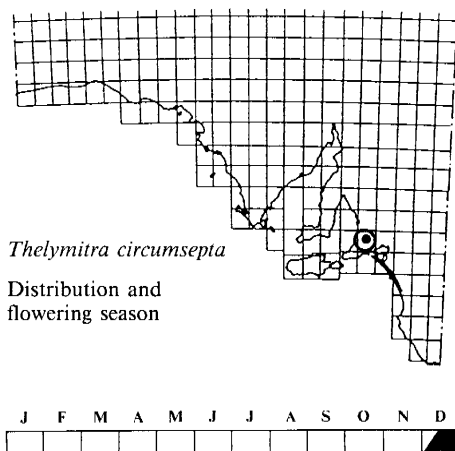 Thelymitra circumsepta
Distribution and
flowering season
J F M A M J J A S O N D